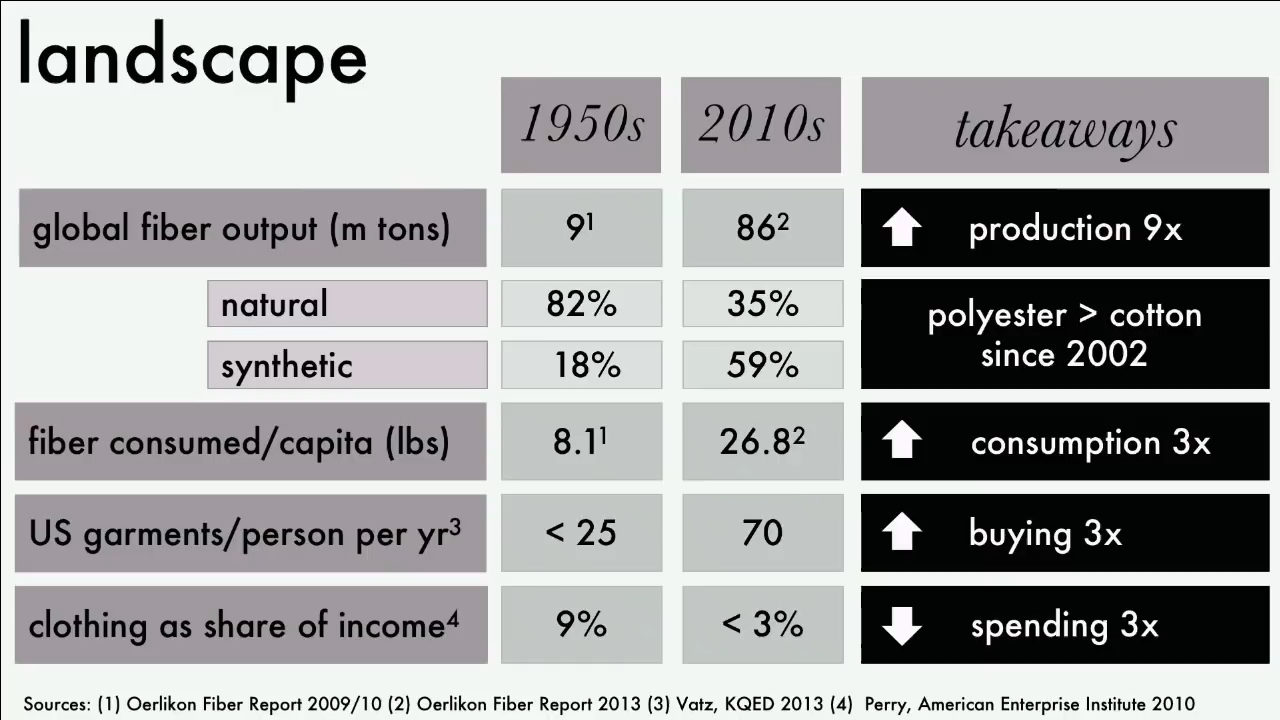 landscape
1950s 2010s takeaways
global fiber output (m tons) 9¹ 86² production 9x
natural 82% 35%
polyester > cotton
since 2002
synthetic 18% 59%
fiber consumed/capita (lbs) 8.1¹ 26.8² consumption 3x
US garments/person per yr³ < 25 70 buying 3x
clothing as share of income⁴ 9% < 3% spending 3x
Sources: (1) Oerlikon Fiber Report 2009/10 (2) Oerlikon Fiber Report 2013 (3) Vatz, KQED 2013 (4) Perry, American Enterprise Institute 2010